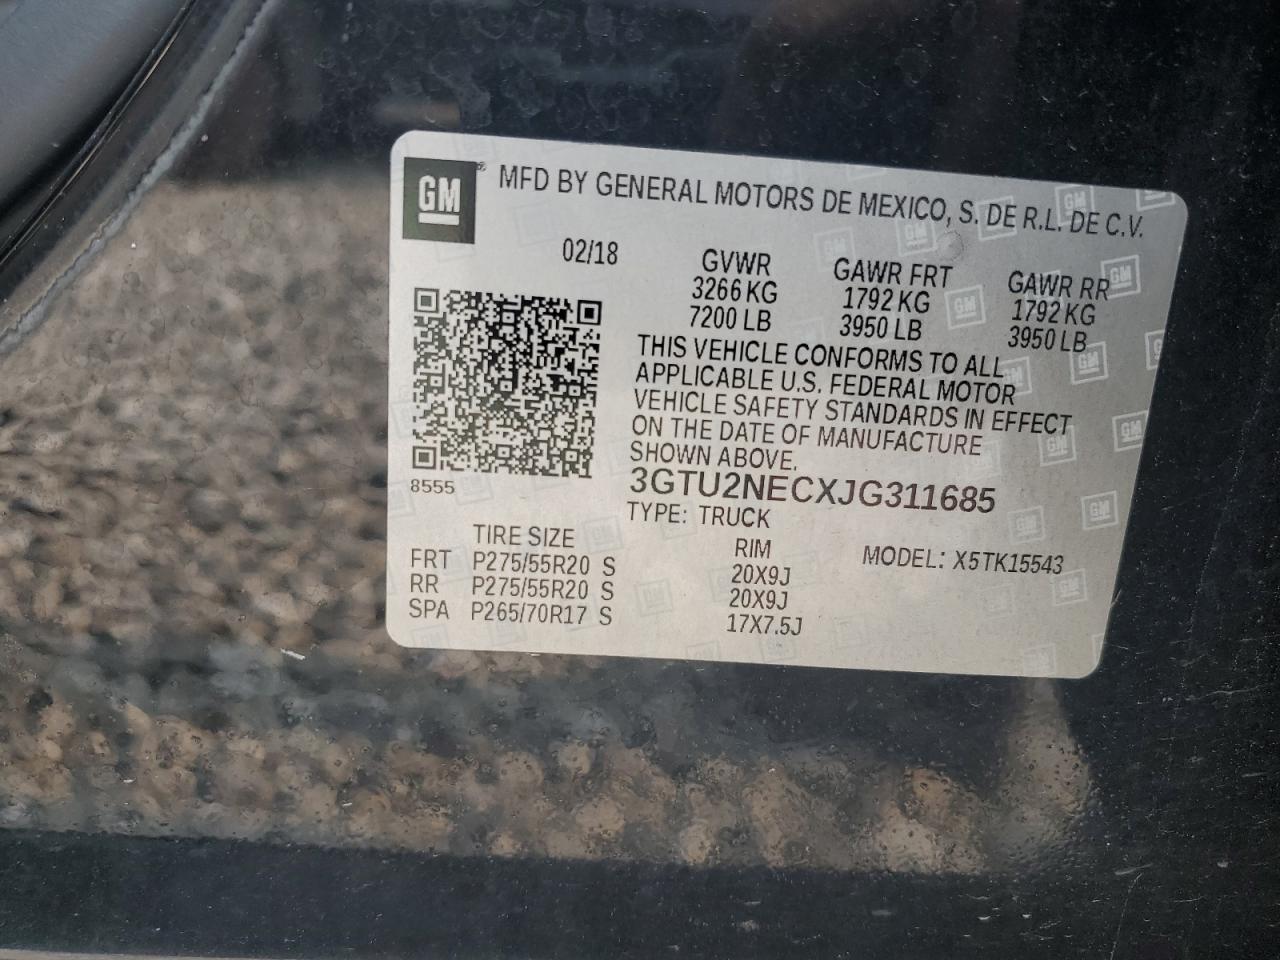 GM
MFD BY GENERAL MOTORS DE MEXICO, S. DE R.L. DE C.V.
02/18
GVWR
3266 KG
7200 LB
GAWR FRT
1792 KG
3950 LB
GAWR RR
1792 KG
3950 LB
THIS VEHICLE CONFORMS TO ALL
APPLICABLE U.S. FEDERAL MOTOR
VEHICLE SAFETY STANDARDS IN EFFECT
ON THE DATE OF MANUFACTURE
SHOWN ABOVE.
8555
3GTU2NECXJG311685
TYPE: TRUCK
TIRE SIZE RIM MODEL: X5TK15543
FRT P275/55R20 S 20X9J
RR P275/55R20 S 20X9J
SPA P265/70R17 S 17X7.5J